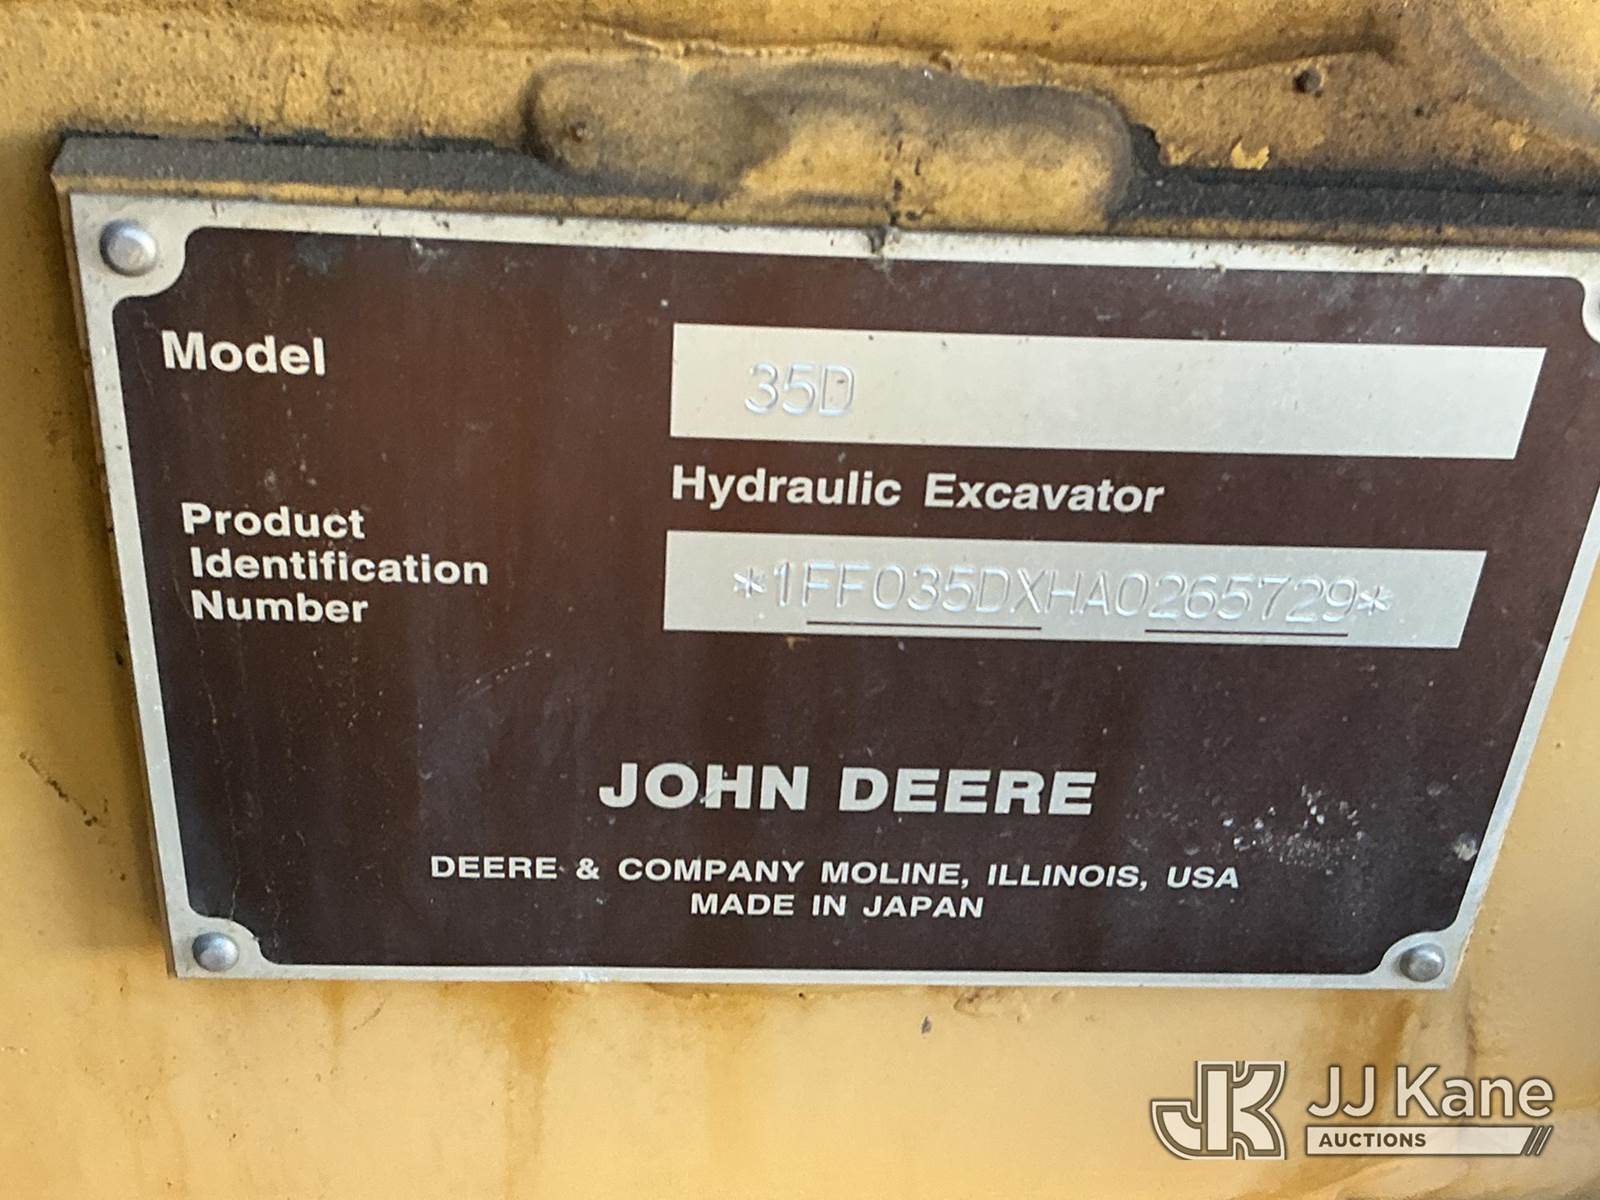 Model
35D
Hydraulic Excavator
Product
Identification
Number
*1FF035DXHA0265729*
JOHN DEERE
DEERE & COMPANY MOLINE, ILLINOIS, USA
MADE IN JAPAN
JK
JJ Kane
AUCTIONS